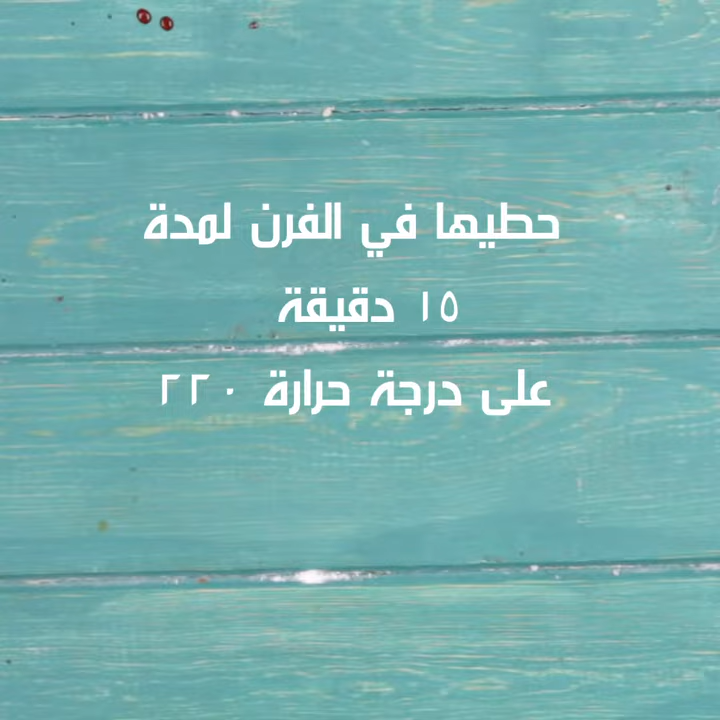 حطيها في الفرن لمدة
١٥ دقيقة
على درجة حرارة ٢٢٠